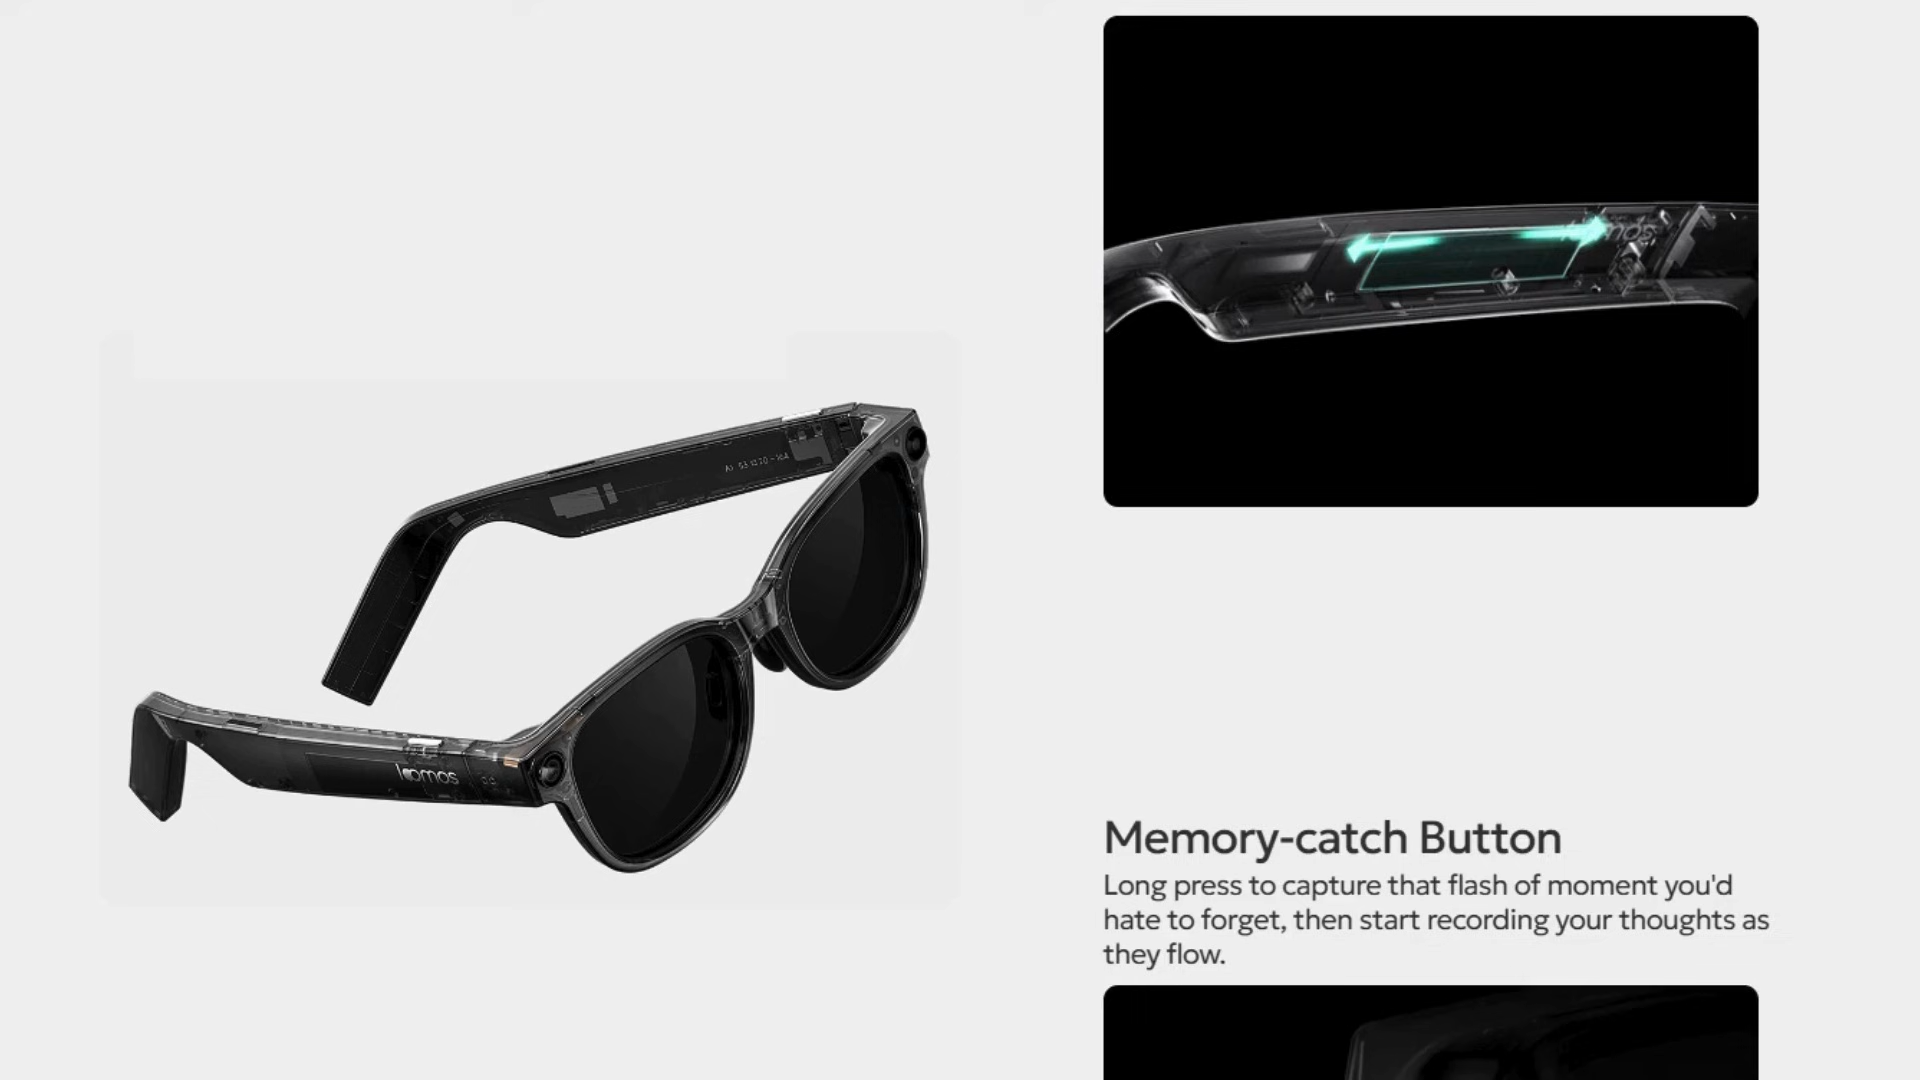 loomos
Memory-catch Button
Long press to capture that flash of moment you'd
hate to forget, then start recording your thoughts as
they flow.